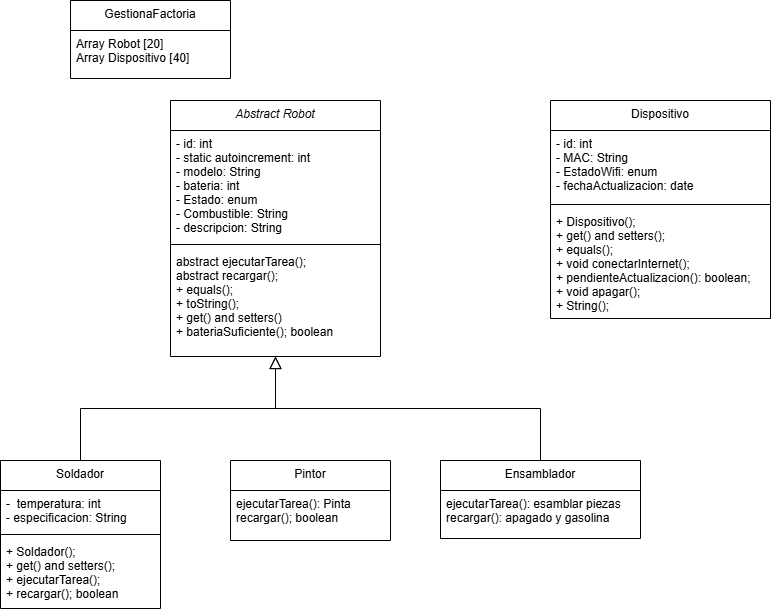 GestionaFactoria
Array Robot [20]
Array Dispositivo [40]
Abstract Robot
- id: int
- static autoincrement: int
- modelo: String
- bateria: int
- Estado: enum
- Combustible: String
- descripcion: String
abstract ejecutarTarea();
abstract recargar();
+ equals();
+ toString();
+ get() and setters()
+ bateriaSuficiente(); boolean
Dispositivo
- id: int
- MAC: String
- EstadoWifi: enum
- fechaActualizacion: date
+ Dispositivo();
+ get() and setters();
+ equals();
+ void conectarInternet();
+ pendienteActualizacion(): boolean;
+ void apagar();
+ String();
Soldador
- temperatura: int
- especificacion: String
+ Soldador();
+ get() and setters();
+ ejecutarTarea();
+ recargar(); boolean
Pintor
ejecutarTarea(): Pinta
recargar(); boolean
Ensamblador
ejecutarTarea(): esamblar piezas
recargar(): apagado y gasolina